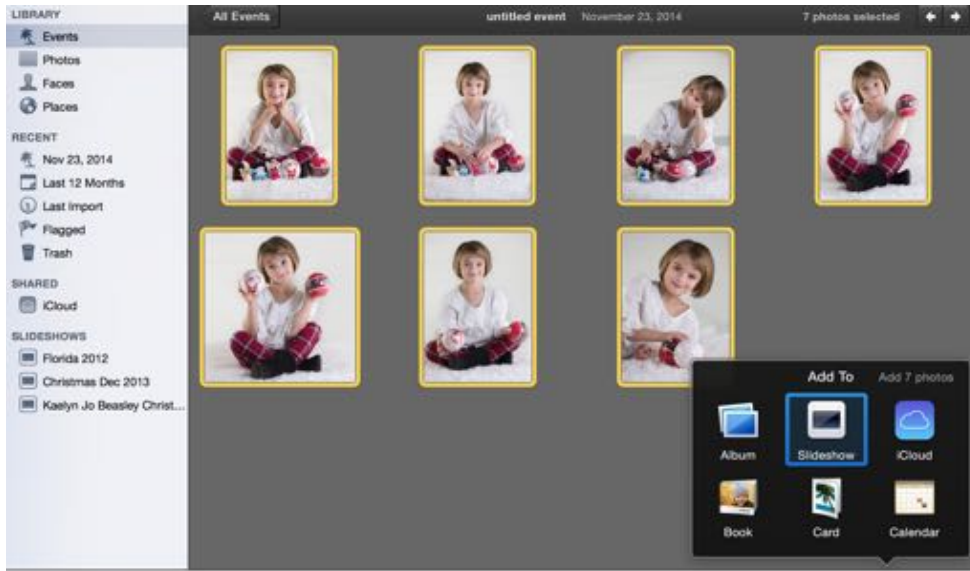 LIBRARY
Events
Photos
Faces
Places
RECENT
Nov 23, 2014
Last 12 Months
Last Import
Flagged
Trash
SHARED
iCloud
SLIDESHOWS
Florida 2012
Christmas Dec 2013
Kaelyn Jo Beasley Christ...
All Events
untitled event November 23, 2014
7 photos selected
Add To Add 7 photos
Album Slideshow iCloud
Book Card Calendar